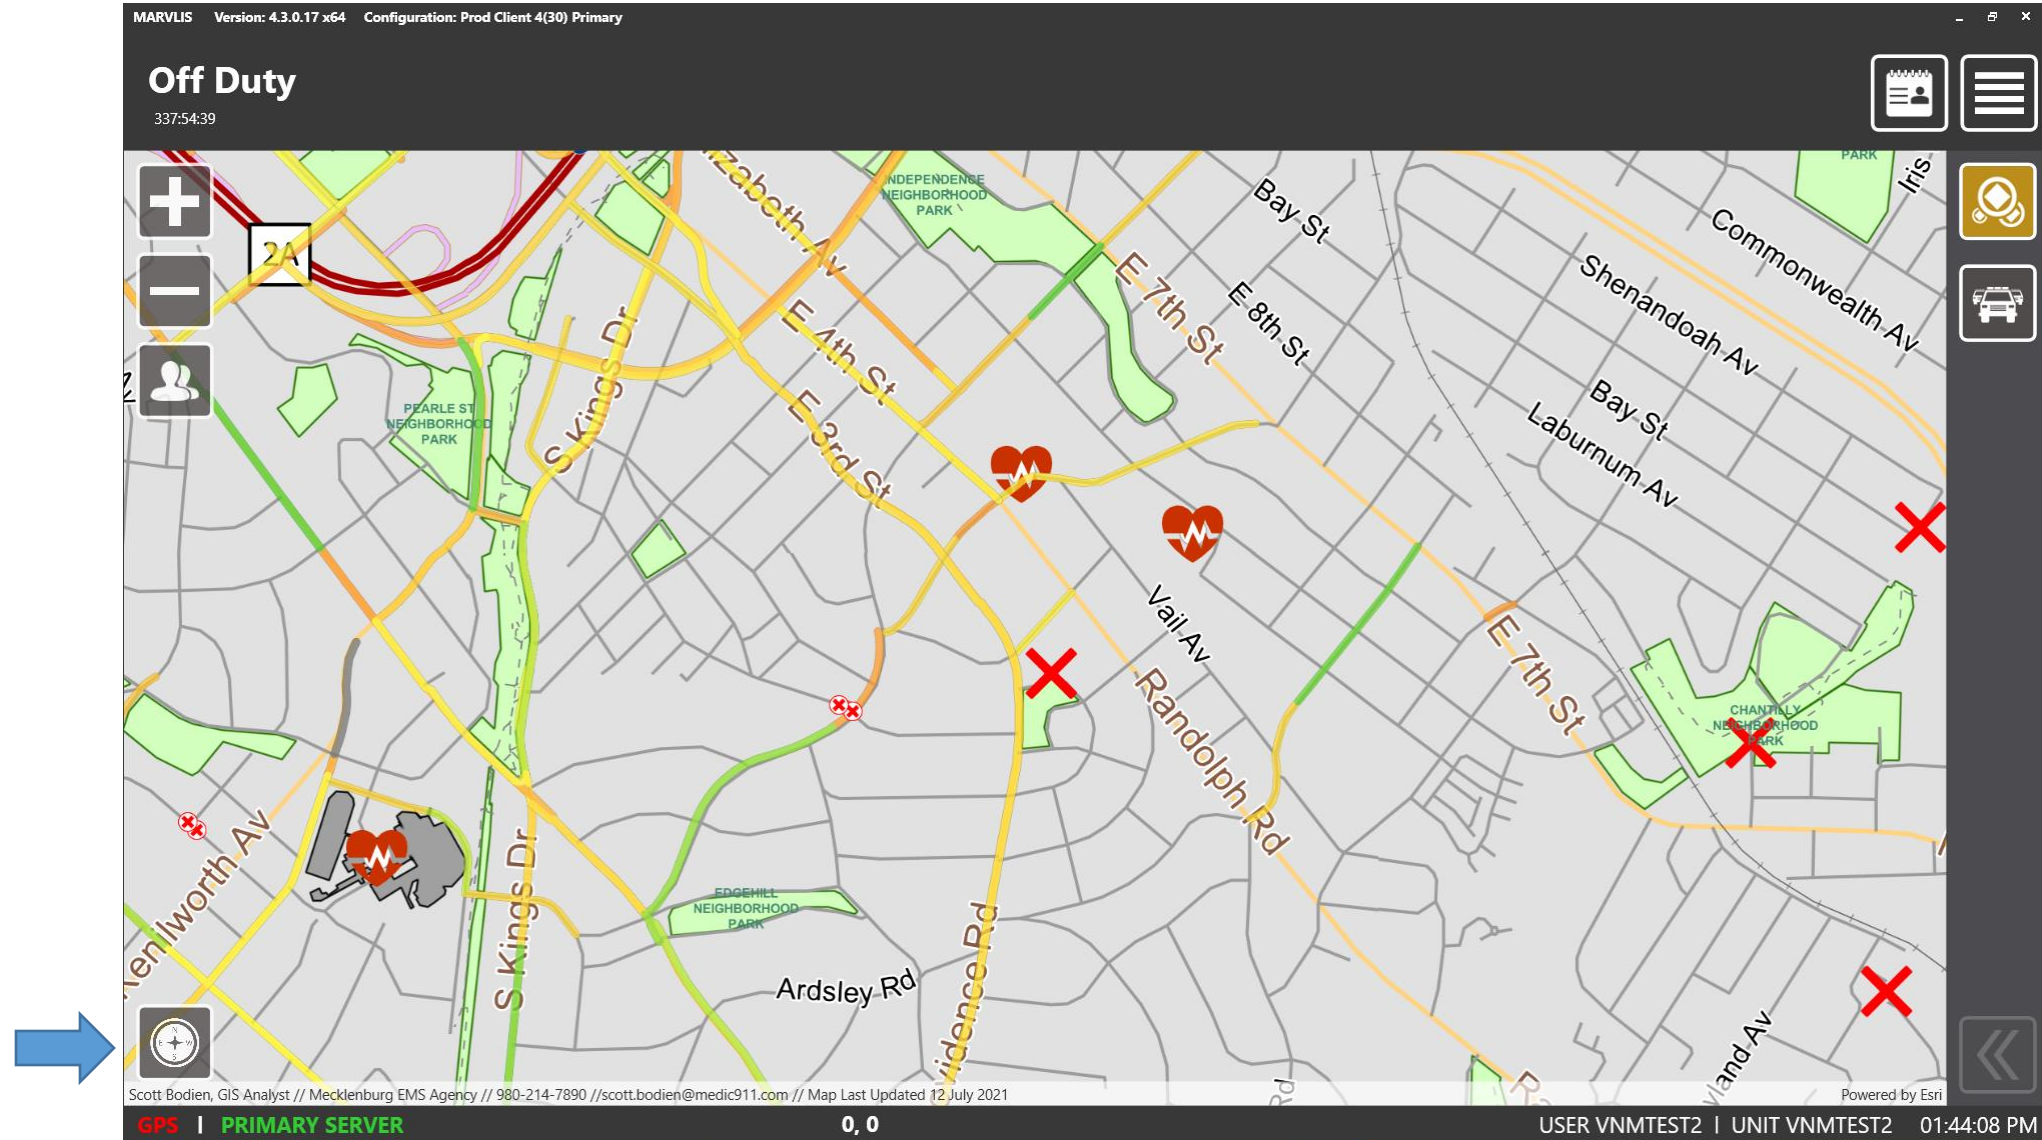 MARVLIS Version: 4.3.0.17 x64 Configuration: Prod Client 4(30) Primary
Off Duty
337:54:39
PARK
Iris
2A
INDEPENDENCE
NEIGHBORHOOD
PARK
Bay St
Commonwealth Av
E 7th St
Shenandoah Av
E 8th St
E 4th St
S Kings Dr
Bay St
Laburnum Av
E 3rd St
PEARLE ST
NEIGHBORHOOD
PARK
Vail Av
E 7th St
Randolph Rd
CHANTILLY
NEIGHBORHOOD
PARK
S Kings Dr
EDGEHILL
NEIGHBORHOOD
PARK
Ardsley Rd
Rd
N
E W
S
Scott Bodien, GIS Analyst // Mecklenburg EMS Agency // 980-214-7890 //scott.bodien@medic911.com // Map Last Updated 12 July 2021
Powered by Esri
GPS | PRIMARY SERVER
0, 0
USER VNMTEST2 | UNIT VNMTEST2 01:44:08 PM